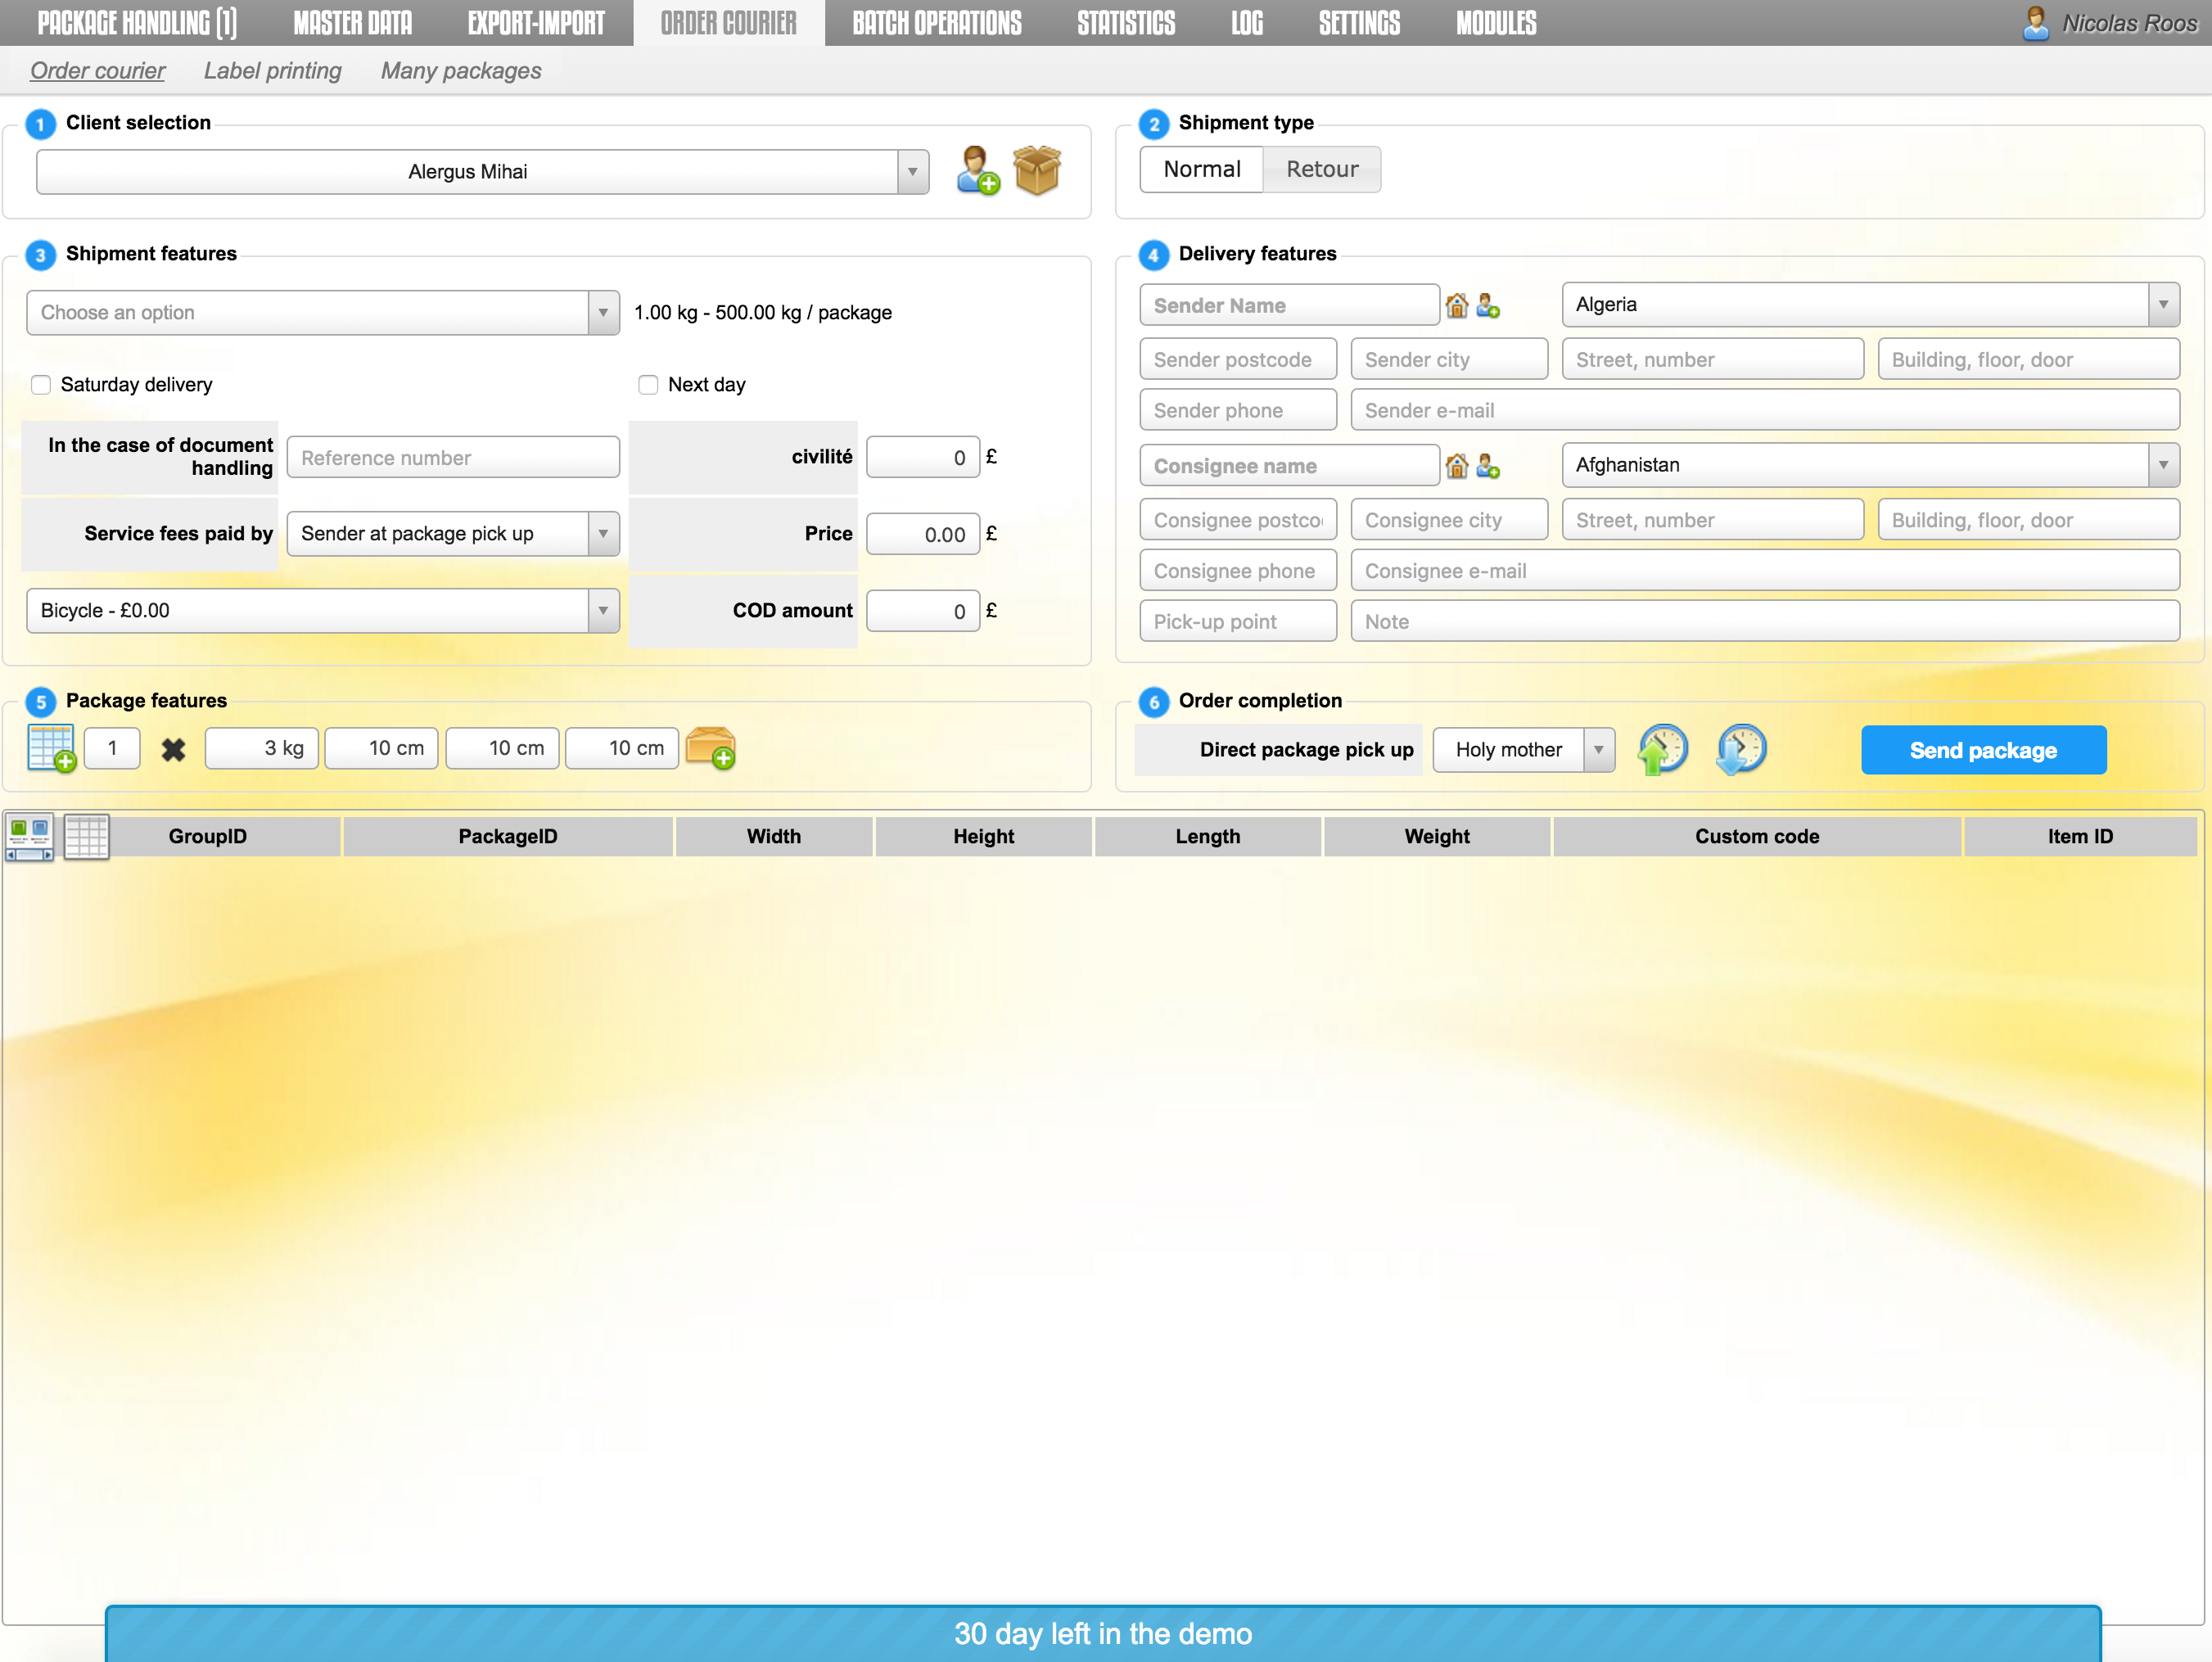 PACKAGE HANDLING (1) MASTER DATA EXPORT-IMPORT ORDER COURIER BATCH OPERATIONS STATISTICS LOG SETTINGS MODULES Nicolas Roos
Order courier Label printing Many packages
1 Client selection
Alergus Mihai
2 Shipment type
Normal Retour
3 Shipment features
Choose an option 1.00 kg - 500.00 kg / package
Saturday delivery Next day
In the case of document
handling
Reference number civilité 0 £
Service fees paid by Sender at package pick up Price 0.00 £
Bicycle - £0.00 COD amount 0 £
4 Delivery features
Sender Name Algeria
Sender postcode Sender city Street, number Building, floor, door
Sender phone Sender e-mail
Consignee name Afghanistan
Consignee postco Consignee city Street, number Building, floor, door
Consignee phone Consignee e-mail
Pick-up point Note
5 Package features
1 3 kg 10 cm 10 cm 10 cm
6 Order completion
Direct package pick up Holy mother Send package
GroupID PackageID Width Height Length Weight Custom code Item ID
30 day left in the demo